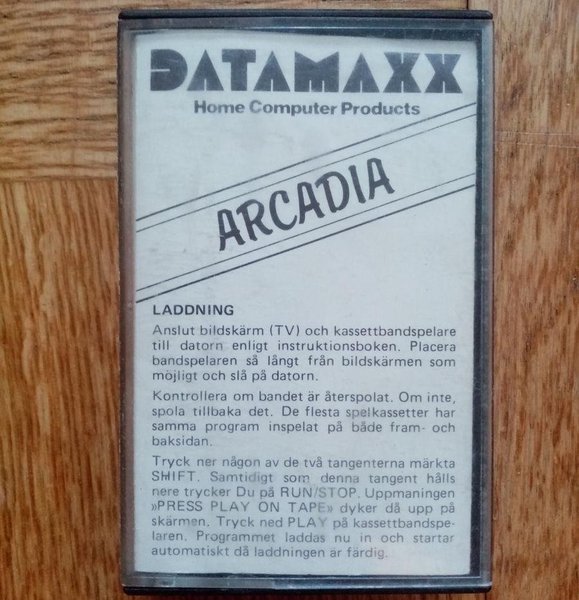 DATAMAXX
Home Computer Products
ARCADIA
LADDNING
Anslut bildskärm (TV) och kassettbandspelare
till datorn enligt instruktionsboken. Placera
bandspelaren så långt från bildskärmen som
möjligt och slå på datorn.
Kontrollera om bandet är återspolat. Om inte,
spola tillbaka det. De flesta spelkassetter har
samma program inspelat på både fram- och
baksidan.
Tryck ner någon av de två tangenterna märkta
SHIFT. Samtidigt som denna tangent hålls
nere trycker Du på RUN/STOP. Uppmaningen
»PRESS PLAY ON TAPE» dyker då upp på
skärmen. Tryck ned PLAY på kassettbandspe-
laren. Programmet laddas nu in och startar
automatiskt då laddningen är färdig.